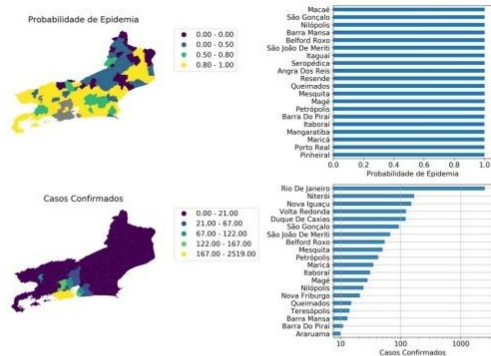 Probabilidade de Epidemia
0.00 - 0.00
0.00 - 0.50
0.50 - 0.80
0.80 - 1.00
Macaé
São Gonçalo
Nilópolis
Barra Mansa
Belford Roxo
São João De Meriti
Itaguaí
Seropédica
Angra Dos Reis
Resende
Queimados
Mesquita
Magé
Petrópolis
Barra Do Piraí
Itaboraí
Mangaratiba
Maricá
Porto Real
Pinheiral
0.0 0.2 0.4 0.6 0.8 1.0
Probabilidade de Epidemia
Casos Confirmados
0.00 - 21.00
21.00 - 67.00
67.00 - 122.00
122.00 - 167.00
167.00 - 2519.00
Rio De Janeiro
Niterói
Nova Iguaçu
Volta Redonda
Duque De Caxias
São Gonçalo
São João De Meriti
Belford Roxo
Mesquita
Petrópolis
Maricá
Itaboraí
Magé
Nilópolis
Nova Friburgo
Queimados
Teresópolis
Barra Mansa
Barra Do Piraí
Araruama
10 100 1000
Casos Confirmados